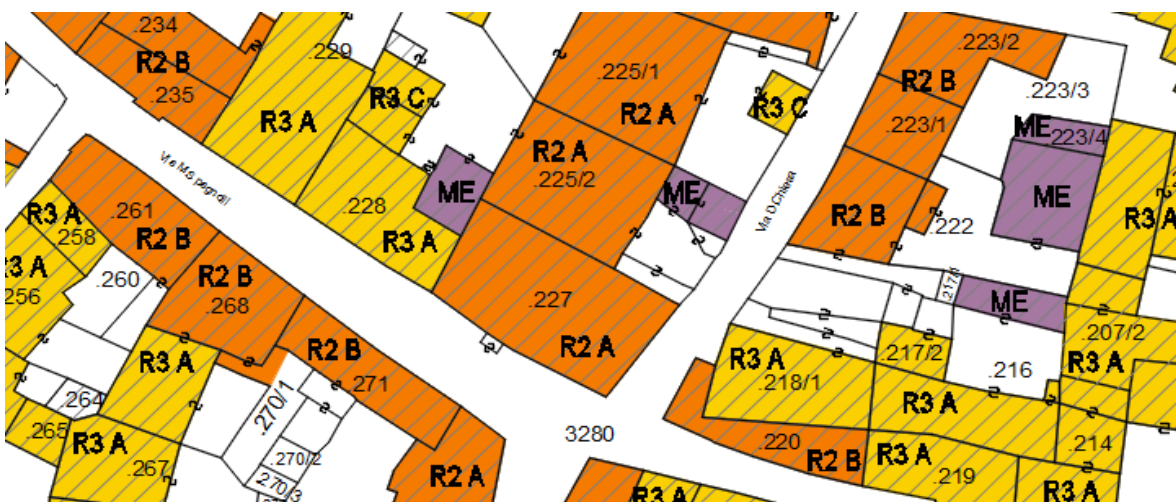 .234
R2 B
.235
.229
R3 C
R3 A
.228
R3 A
ME
.225/1
R2 A
R2 A
.225/2
ME
.227
R2 A
R3 C
.223/2
R2 B
.223/1
.223/3
ME
.223/4
ME
R2 B
.222
R3 A
Via D.Chiesa
.261
R2 B
R3 A
.258
.260
R3 A
.256
R2 B
.268
R3 A
R2 B
.271
.270/1
.270/2
.270/3
.264
.265
R3 A
.267
R2 A
3280
.217/1
ME
.207/2
R3 A
R3 A
.218/1
.217/2
.216
R3 A
.214
.220
R2 B
R3 A
.219
R3 A
R3 A